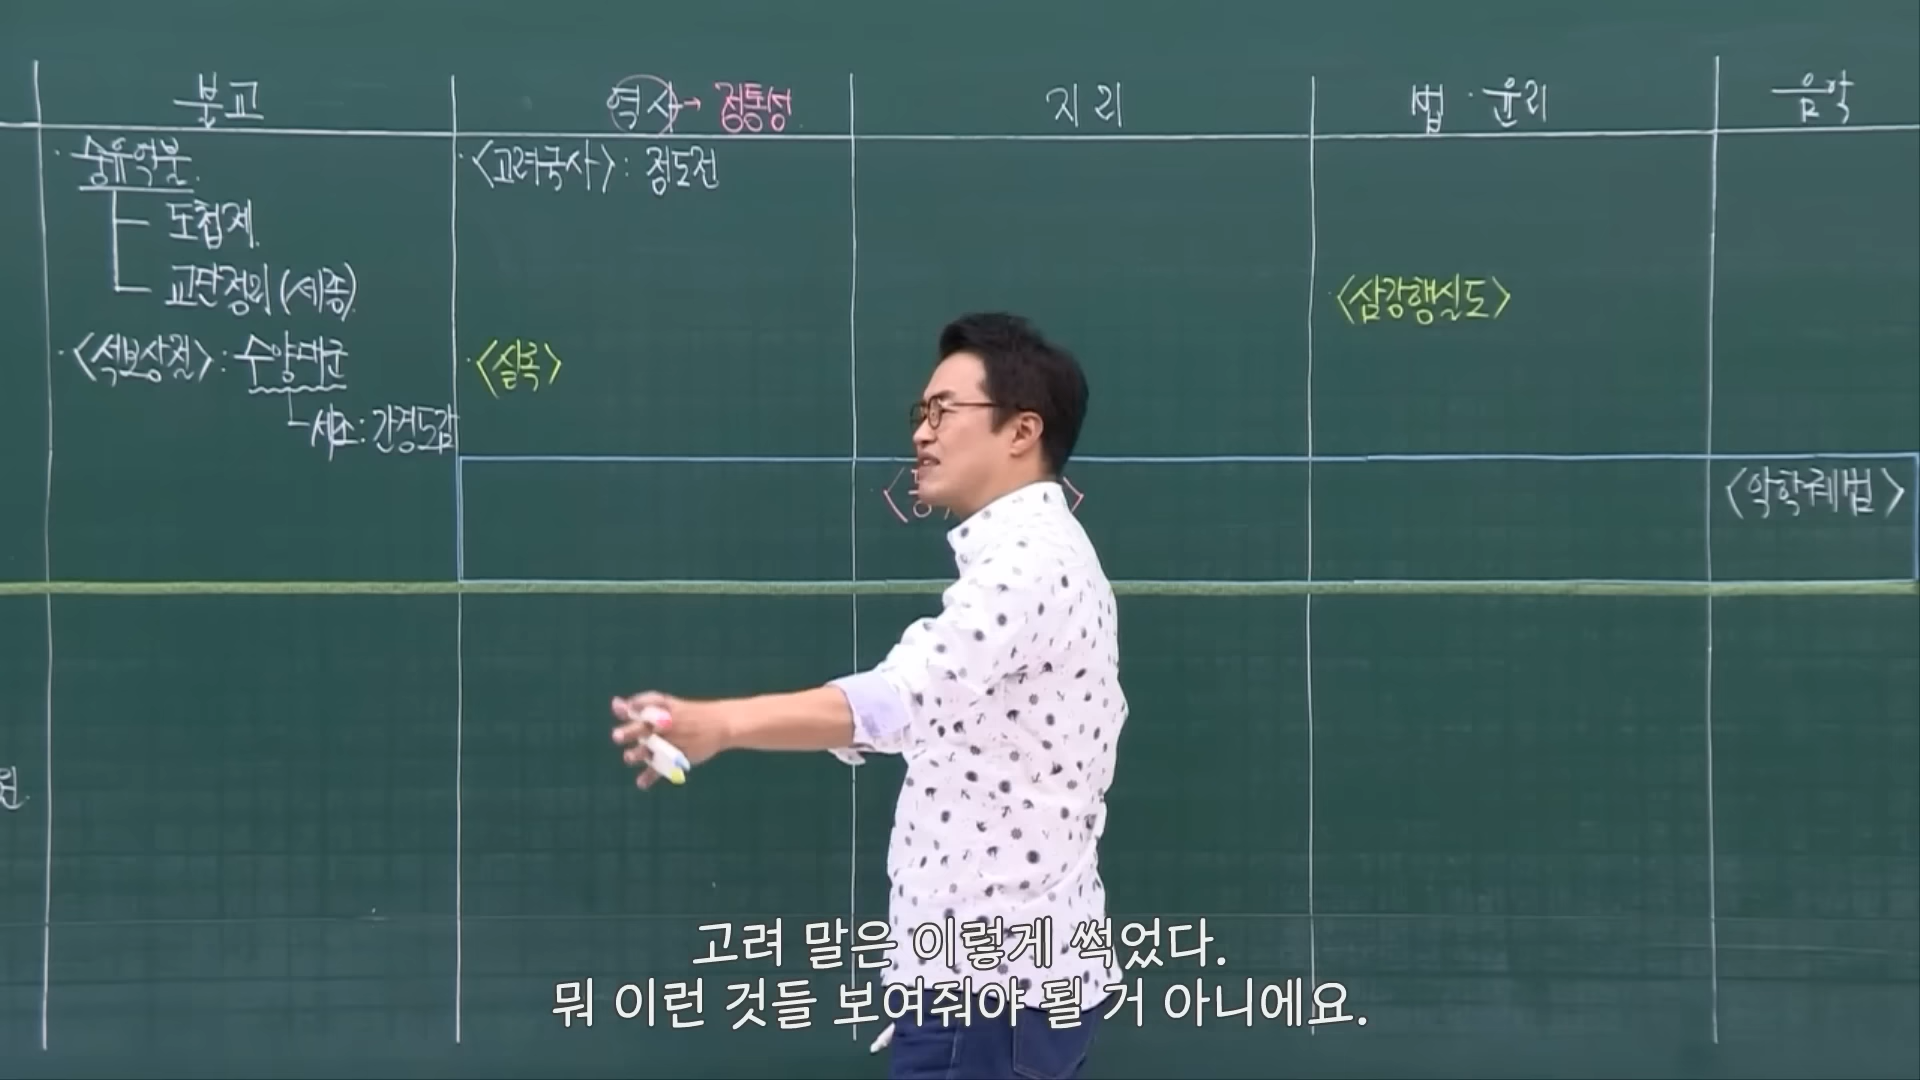 불교
역사 → 정통성
지리
법·윤리
음악
·숭유억불.
도첩제.
교단정리(세종)
·<석보상절>: 수양대군
세조: 간경도감
·<고려국사>: 정도전
·<실록>
·<삼강행실도>
<악학궤범>
원.
고려 말은 이렇게 썩었다.
뭐 이런 것들 보여줘야 될 거 아니에요.